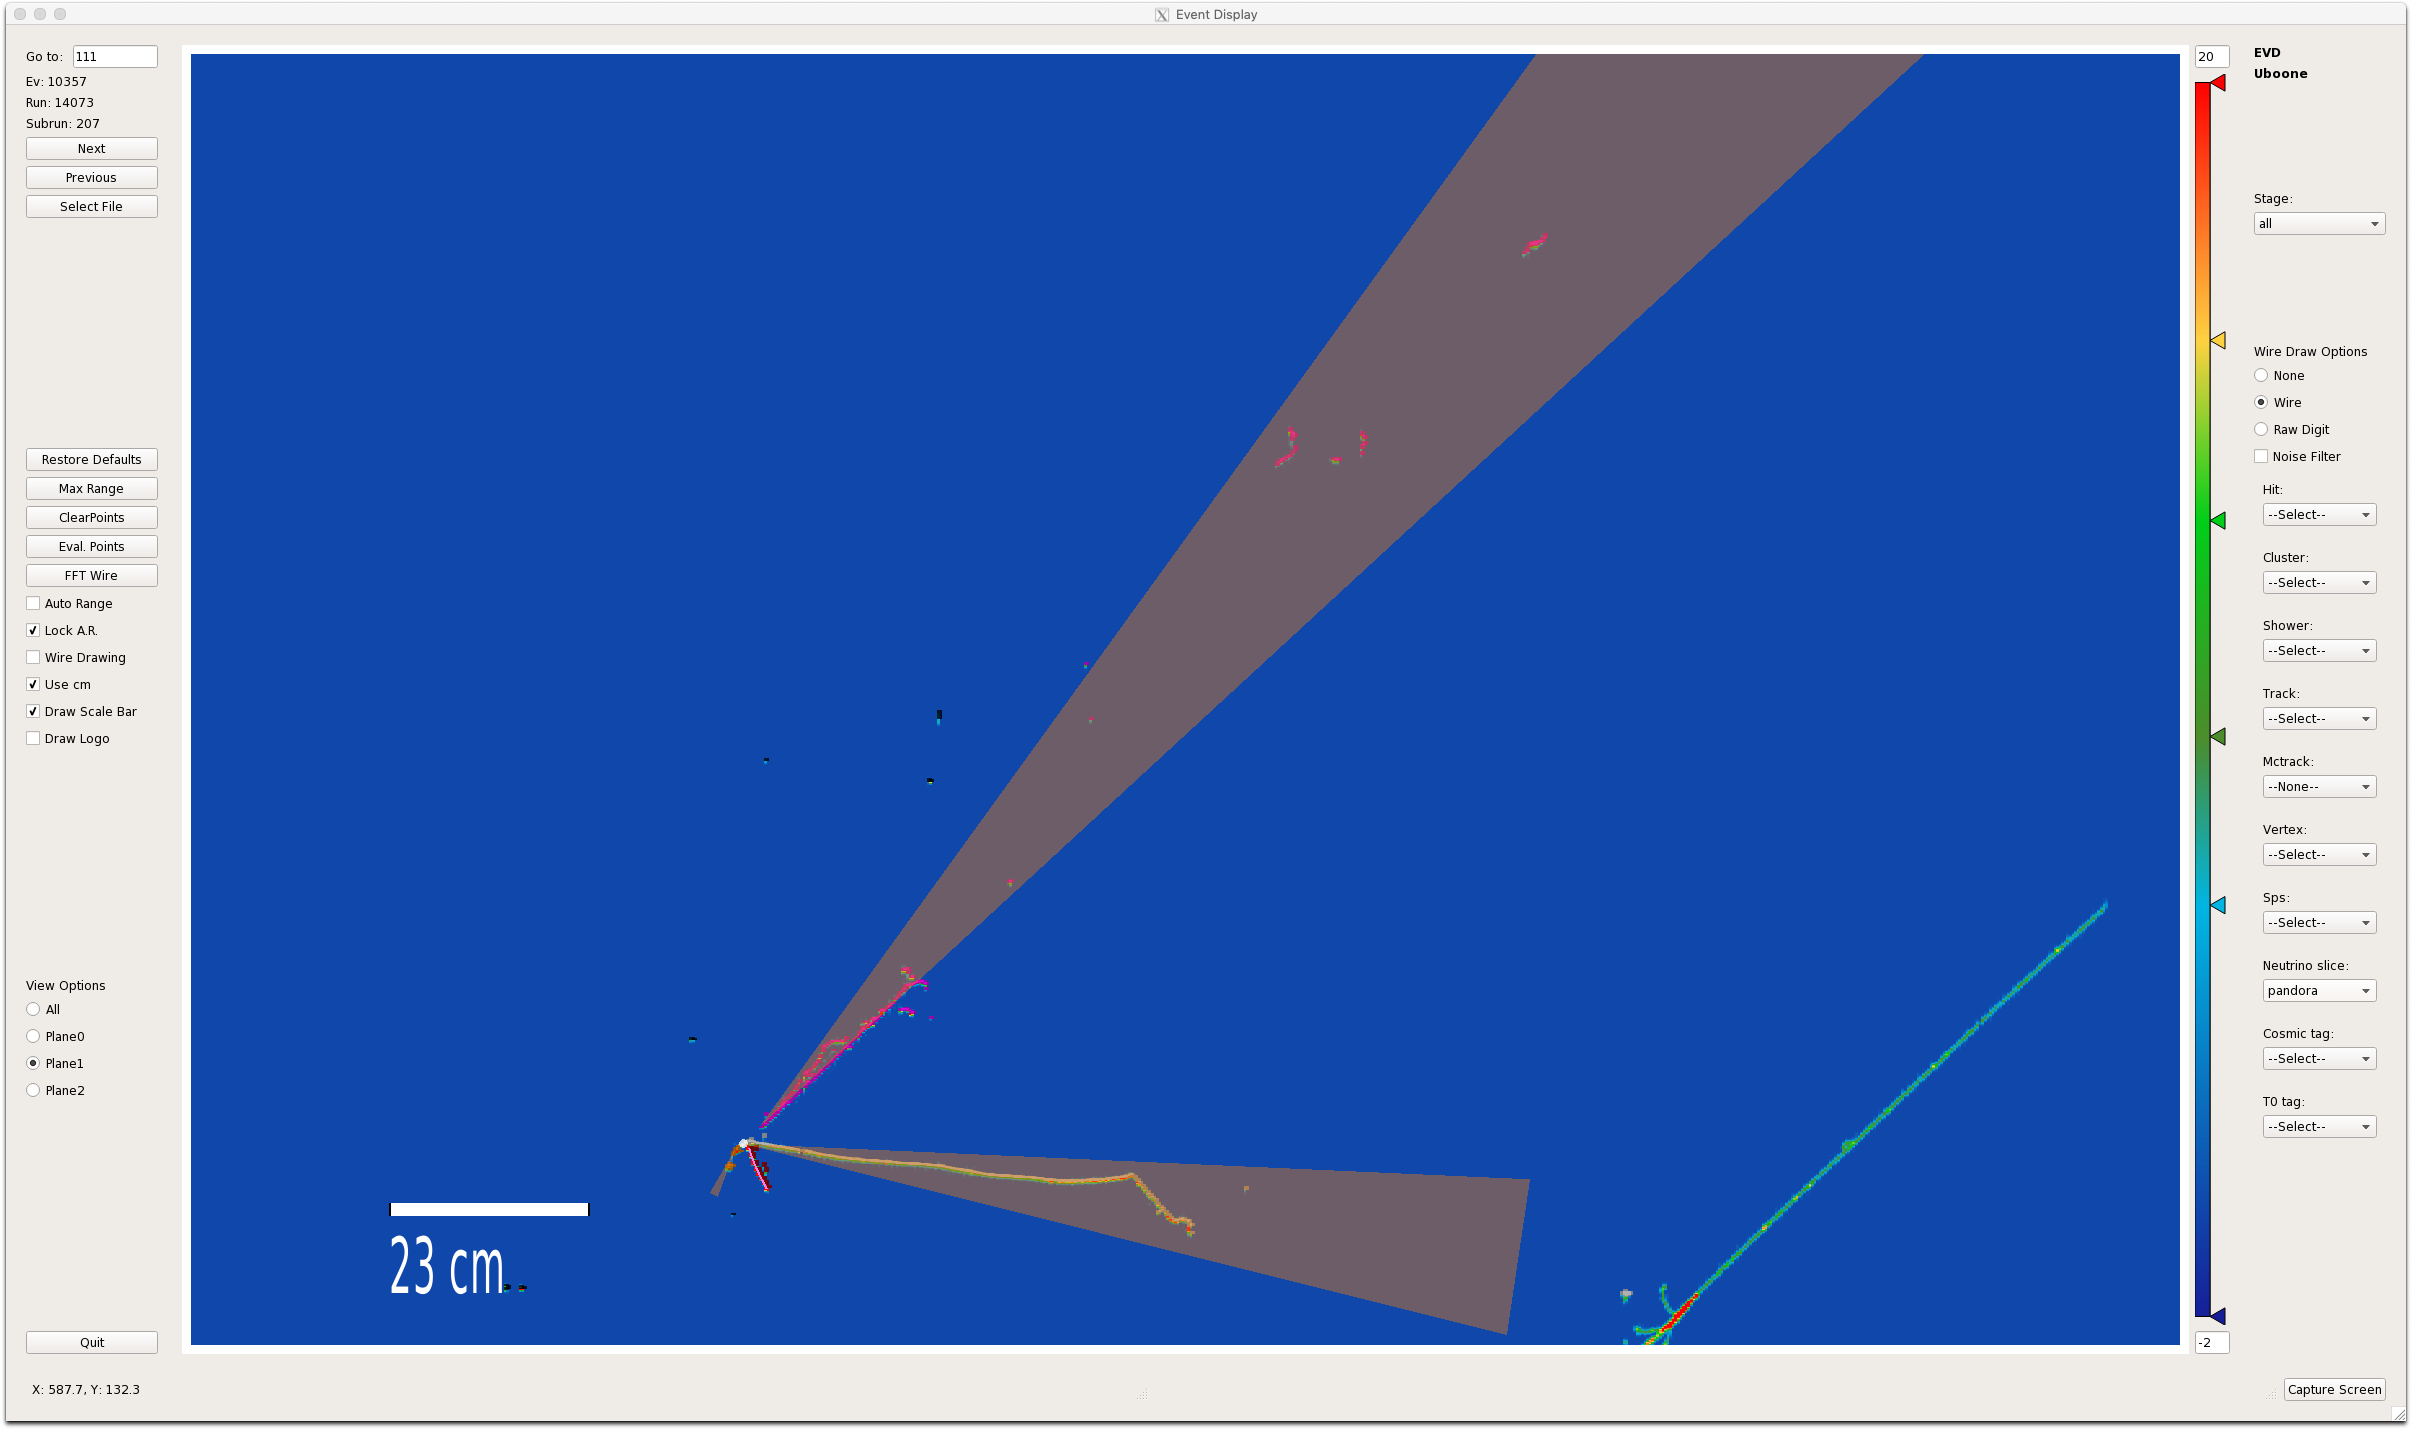 Event Display
Go to: 111
Ev: 10357
Run: 14073
Subrun: 207
Next
Previous
Select File
Restore Defaults
Max Range
ClearPoints
Eval. Points
FFT Wire
Auto Range
Lock A.R.
Wire Drawing
Use cm
Draw Scale Bar
Draw Logo
View Options
All
Plane0
Plane1
Plane2
Quit
X: 587.7, Y: 132.3
23 cm
20
-2
EVD
Uboone
Stage:
all
Wire Draw Options
None
Wire
Raw Digit
Noise Filter
Hit:
--Select--
Cluster:
--Select--
Shower:
--Select--
Track:
--Select--
Mctrack:
--None--
Vertex:
--Select--
Sps:
--Select--
Neutrino slice:
pandora
Cosmic tag:
--Select--
T0 tag:
--Select--
Capture Screen